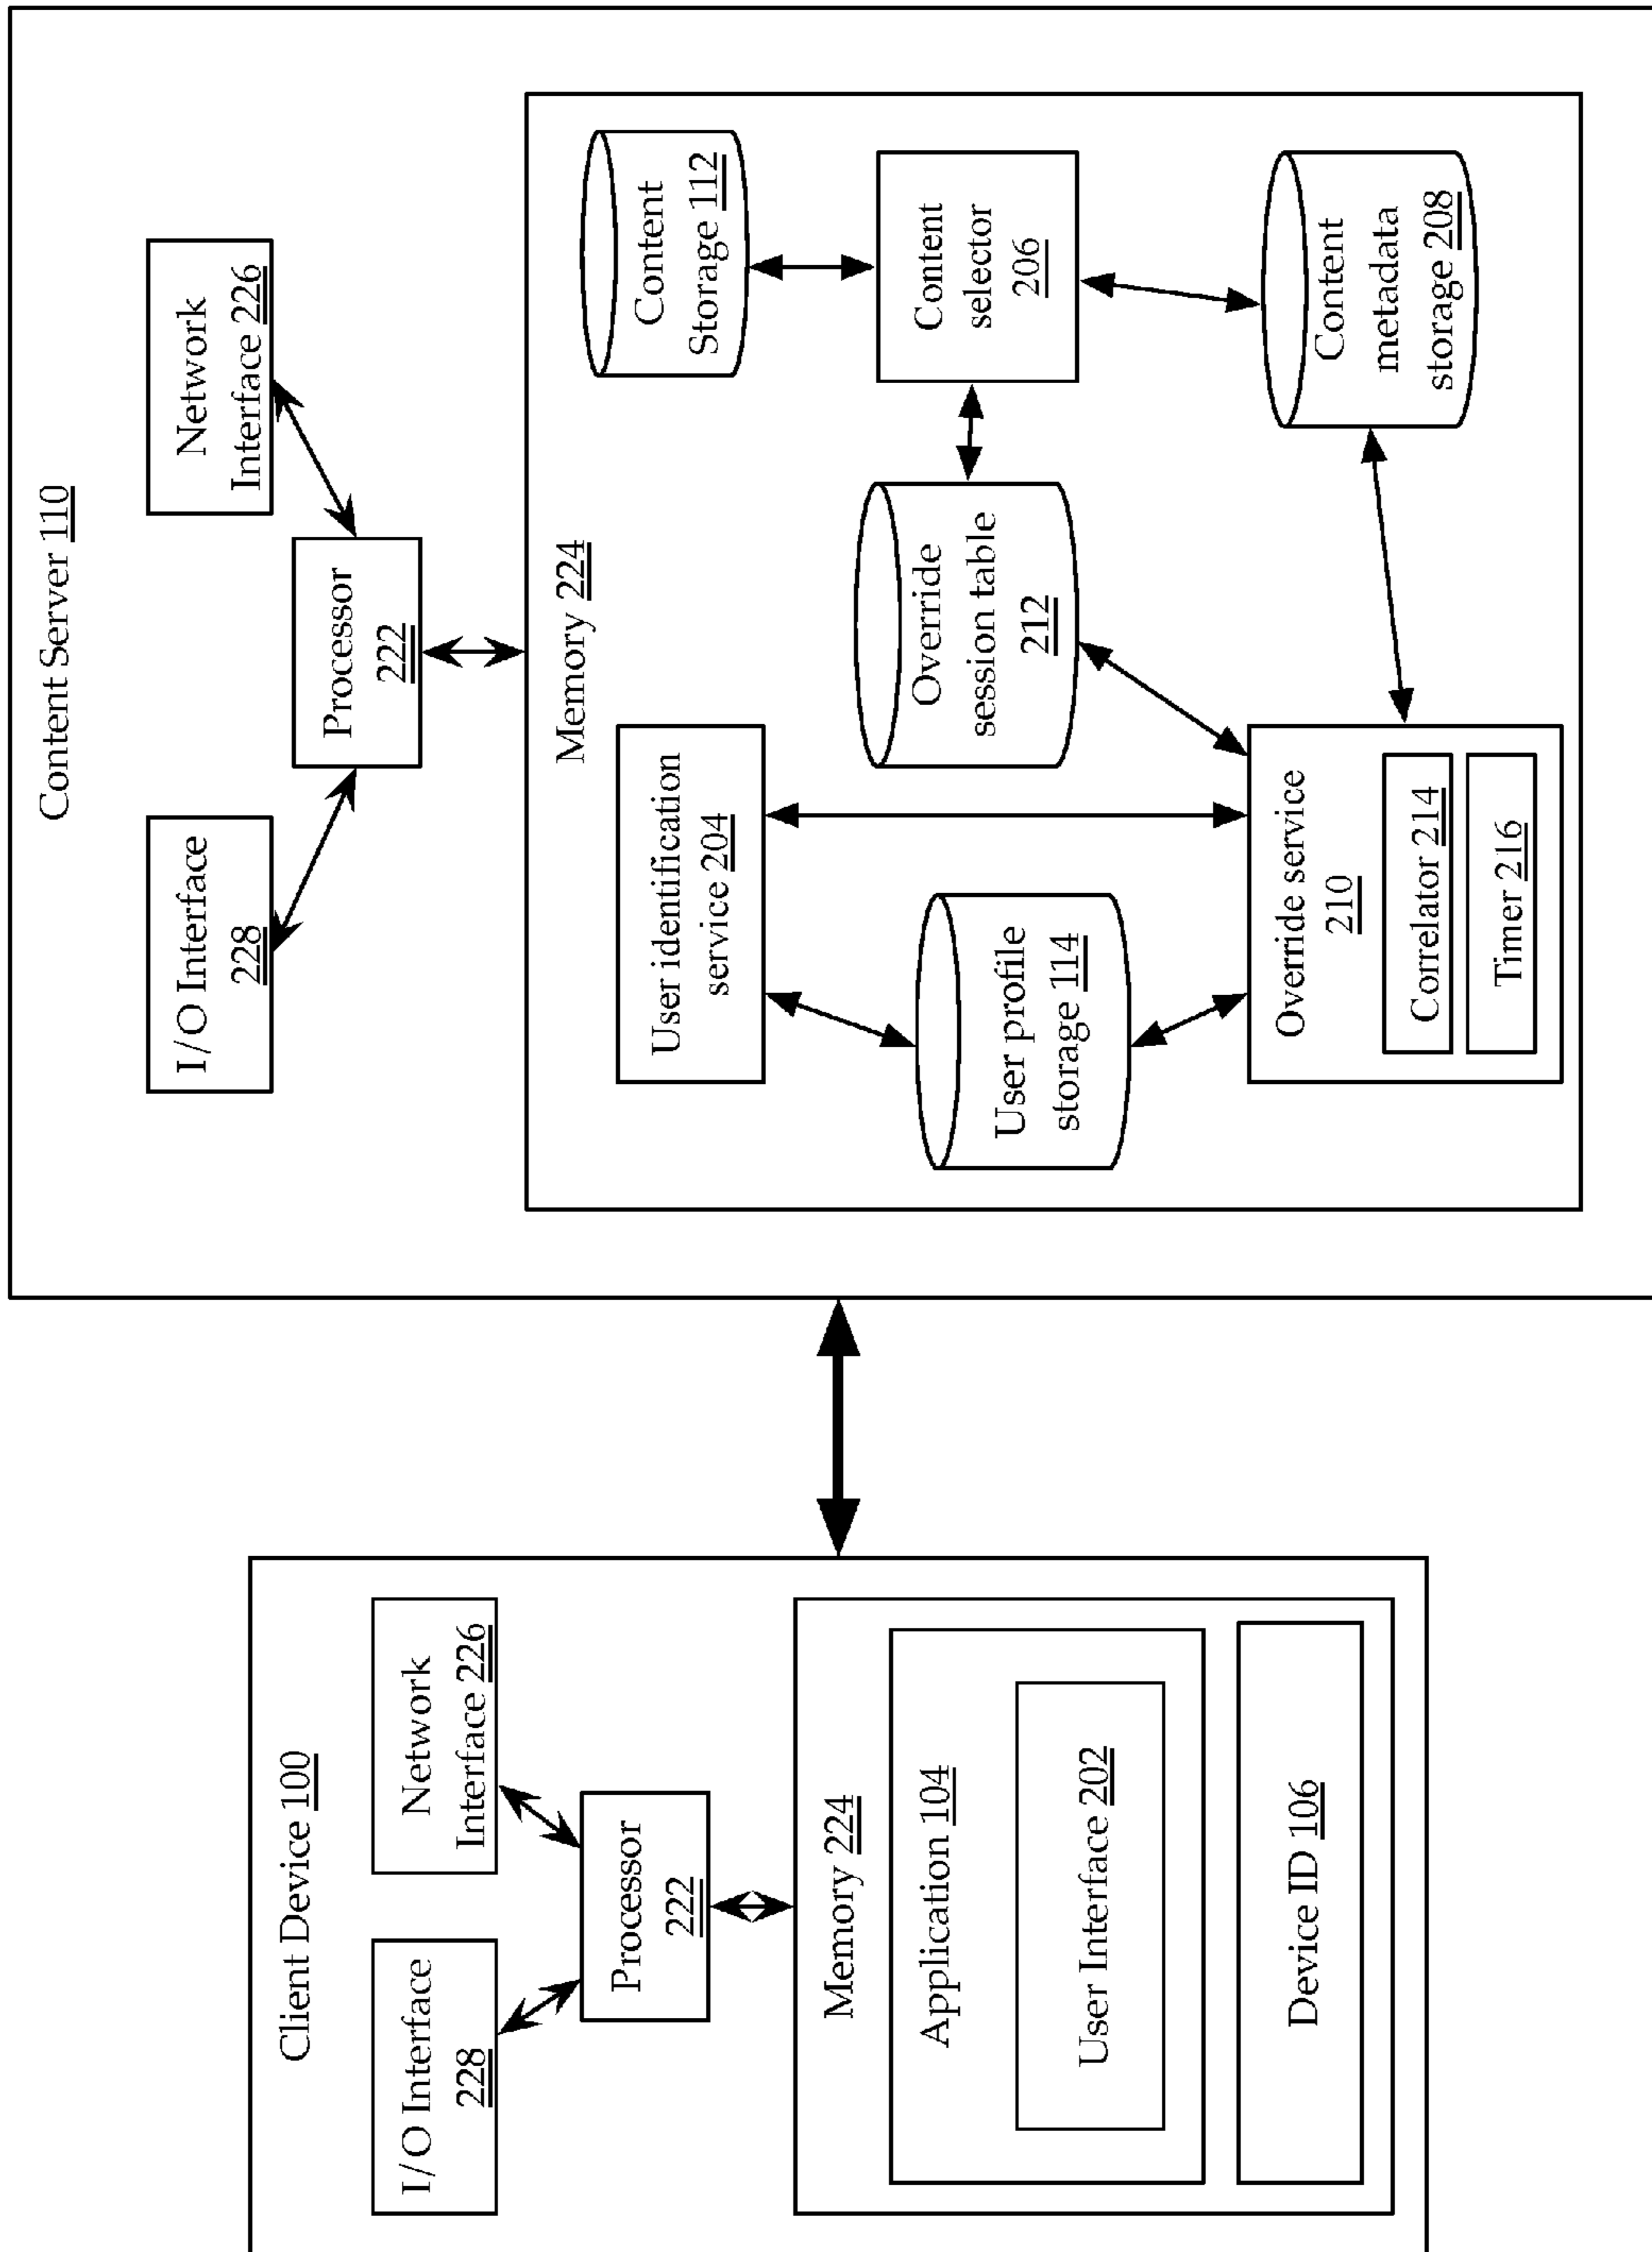 Client Device 100
I/O Interface
228
Network
Interface 226
Processor
222
Memory 224
Application 104
User Interface 202
Device ID 106
Content Server 110
I/O Interface
228
Network
Interface 226
Processor
222
Memory 224
User identification
service 204
User profile
storage 114
Override service
210
Correlator 214
Timer 216
Override
session table
212
Content
Storage 112
Content
selector
206
Content
metadata
storage 208